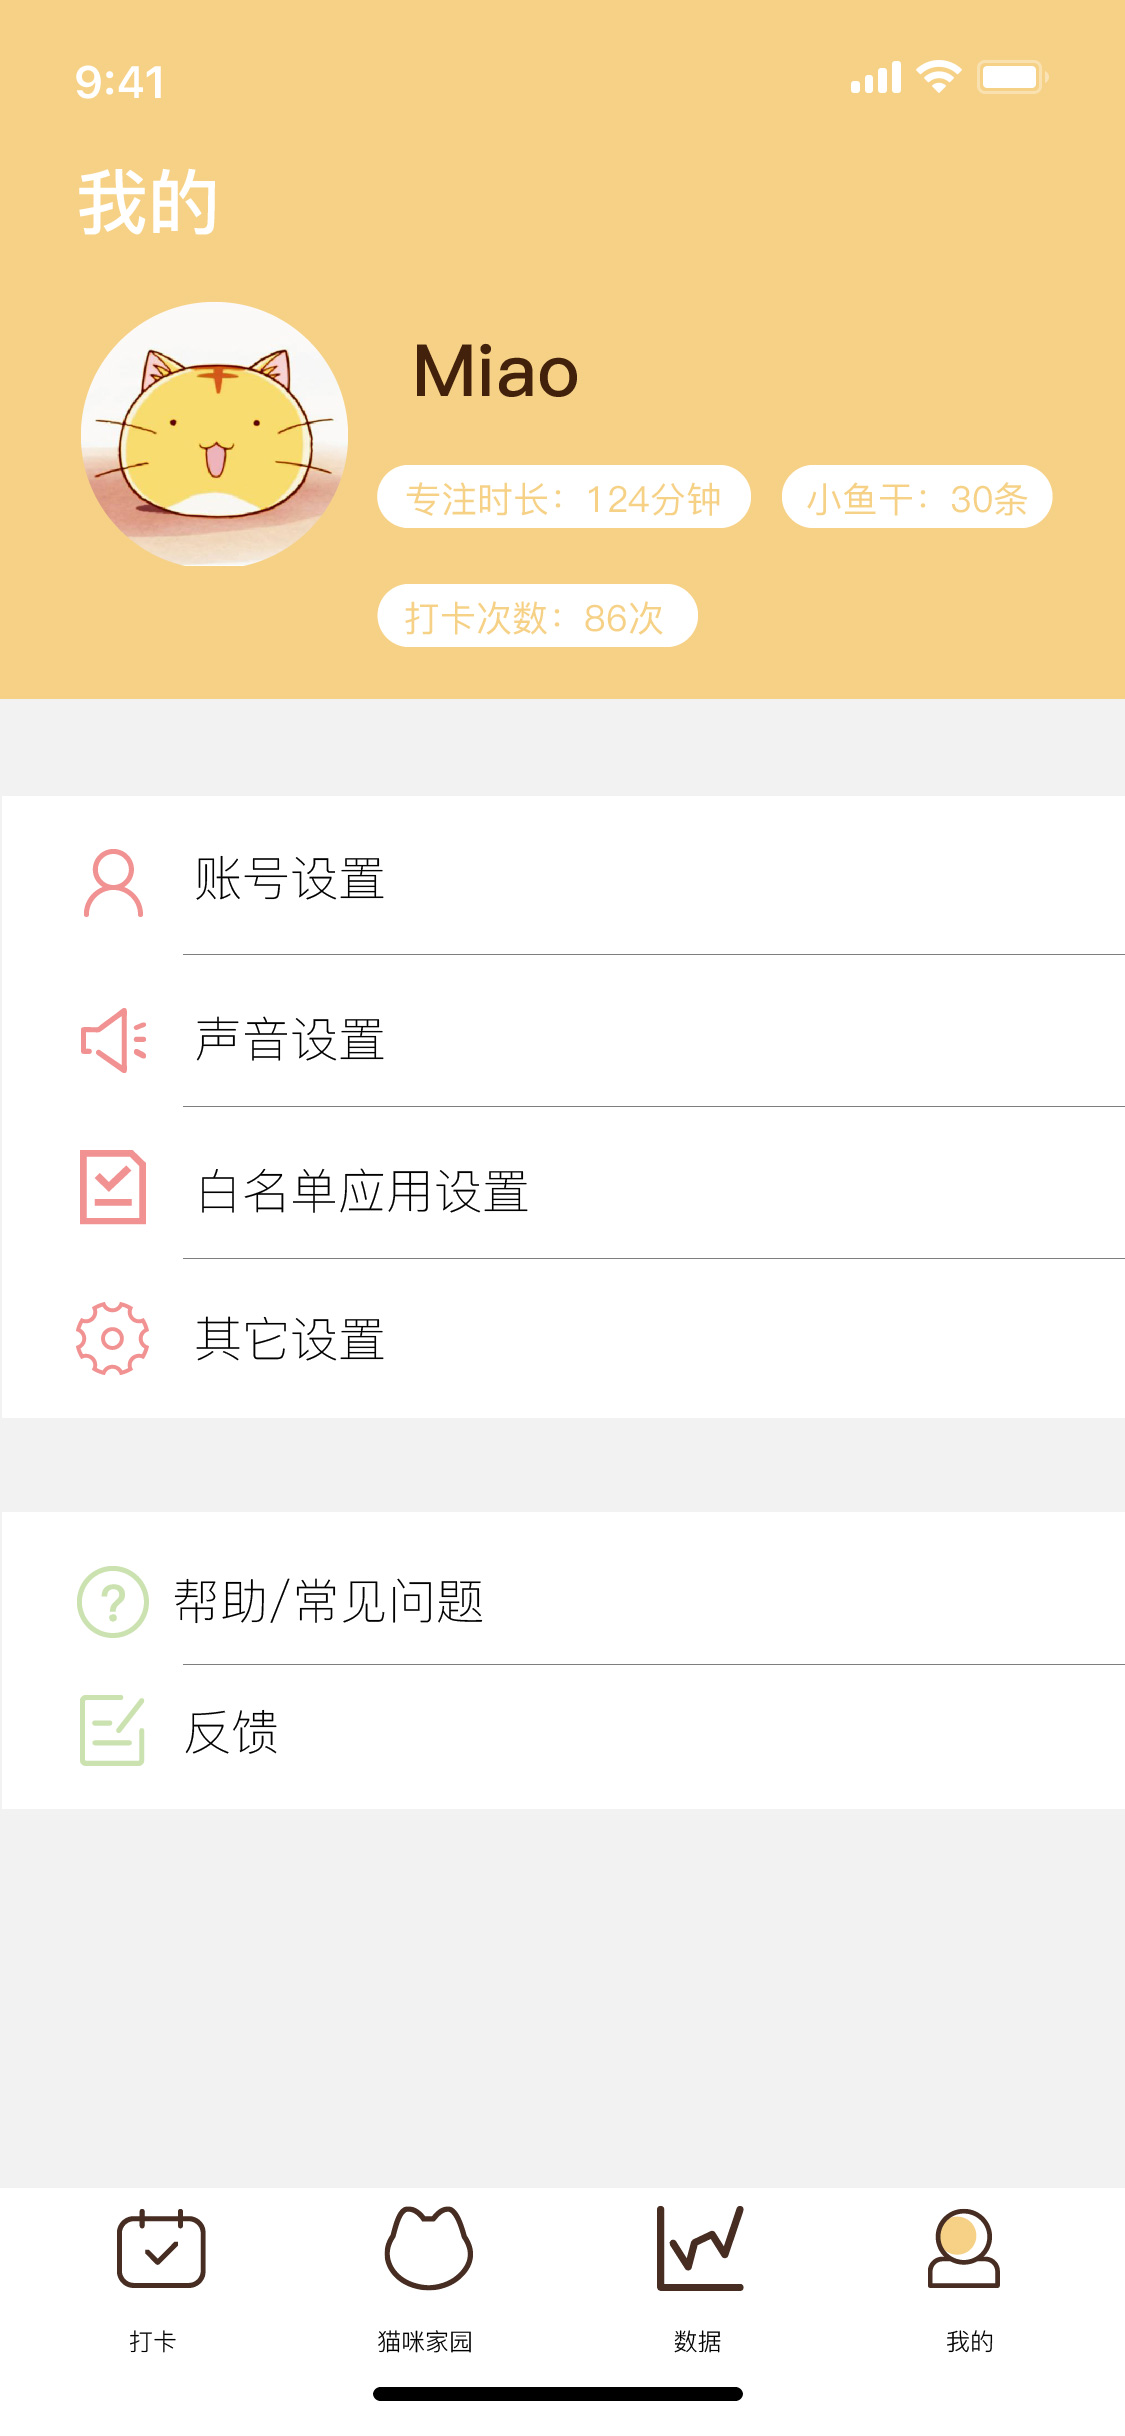 9:41
我的
Miao
专注时长：124分钟
小鱼干：30条
打卡次数：86次
账号设置
声音设置
白名单应用设置
其它设置
帮助/常见问题
反馈
打卡
猫咪家园
数据
我的